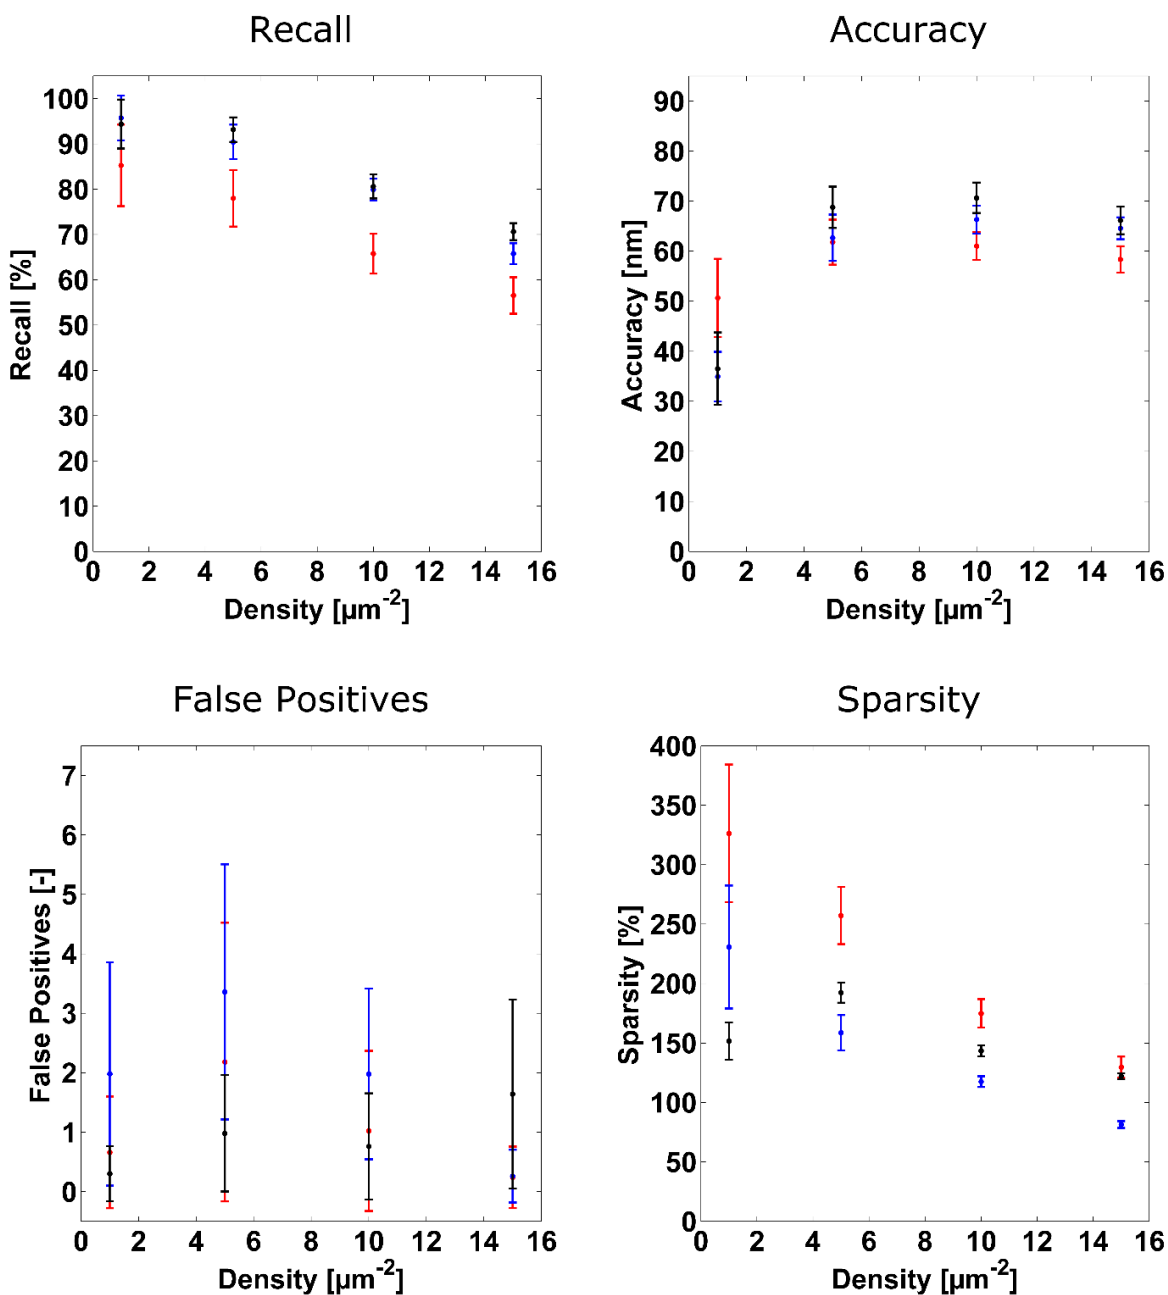 Recall
Recall [%]
100
90
80
70
60
50
40
30
20
10
0
0 2 4 6 8 10 12 14 16
Density [µm⁻²]
Accuracy
Accuracy [nm]
90
80
70
60
50
40
30
20
10
0
0 2 4 6 8 10 12 14 16
Density [µm⁻²]
False Positives
False Positives [-]
7
6
5
4
3
2
1
0
0 2 4 6 8 10 12 14 16
Density [µm⁻²]
Sparsity
Sparsity [%]
400
350
300
250
200
150
100
50
0
0 2 4 6 8 10 12 14 16
Density [µm⁻²]